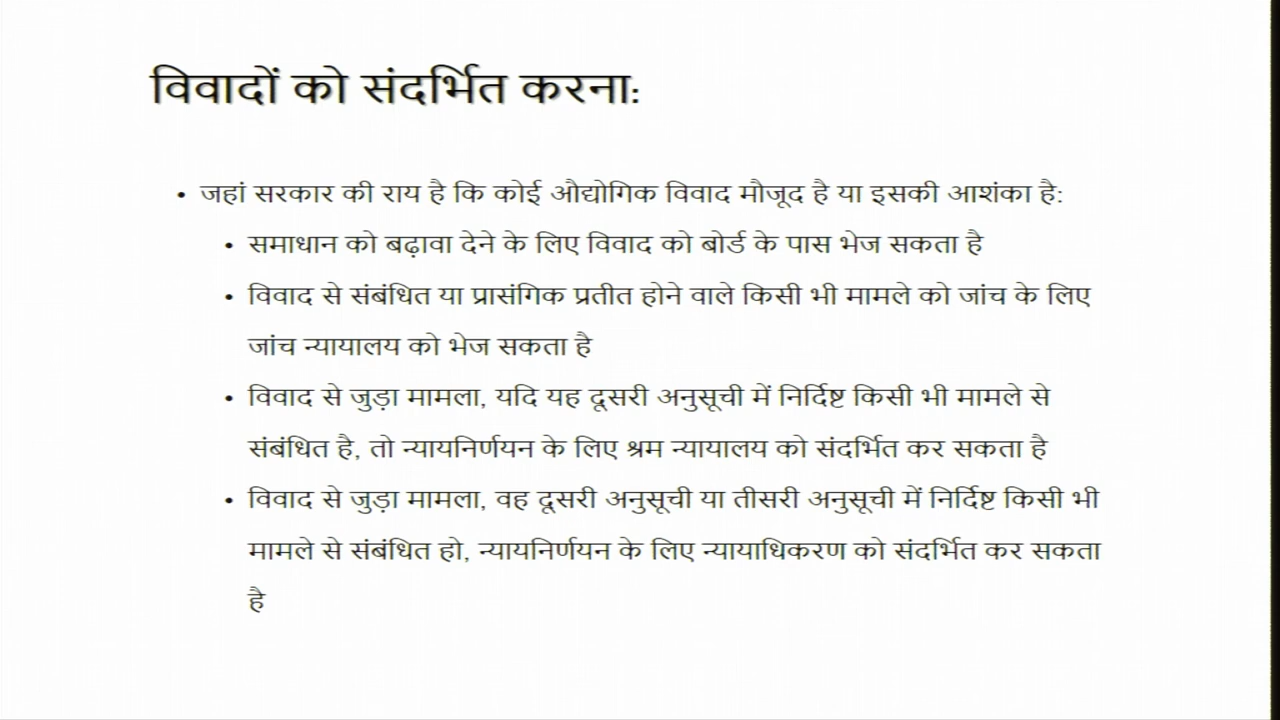 विवादों को संदर्भित करना:
• जहां सरकार की राय है कि कोई औद्योगिक विवाद मौजूद है या इसकी आशंका है:
• समाधान को बढ़ावा देने के लिए विवाद को बोर्ड के पास भेज सकता है
• विवाद से संबंधित या प्रासंगिक प्रतीत होने वाले किसी भी मामले को जांच के लिए
जांच न्यायालय को भेज सकता है
• विवाद से जुड़ा मामला, यदि यह दूसरी अनुसूची में निर्दिष्ट किसी भी मामले से
संबंधित है, तो न्यायनिर्णयन के लिए श्रम न्यायालय को संदर्भित कर सकता है
• विवाद से जुड़ा मामला, वह दूसरी अनुसूची या तीसरी अनुसूची में निर्दिष्ट किसी भी
मामले से संबंधित हो, न्यायनिर्णयन के लिए न्यायाधिकरण को संदर्भित कर सकता
है